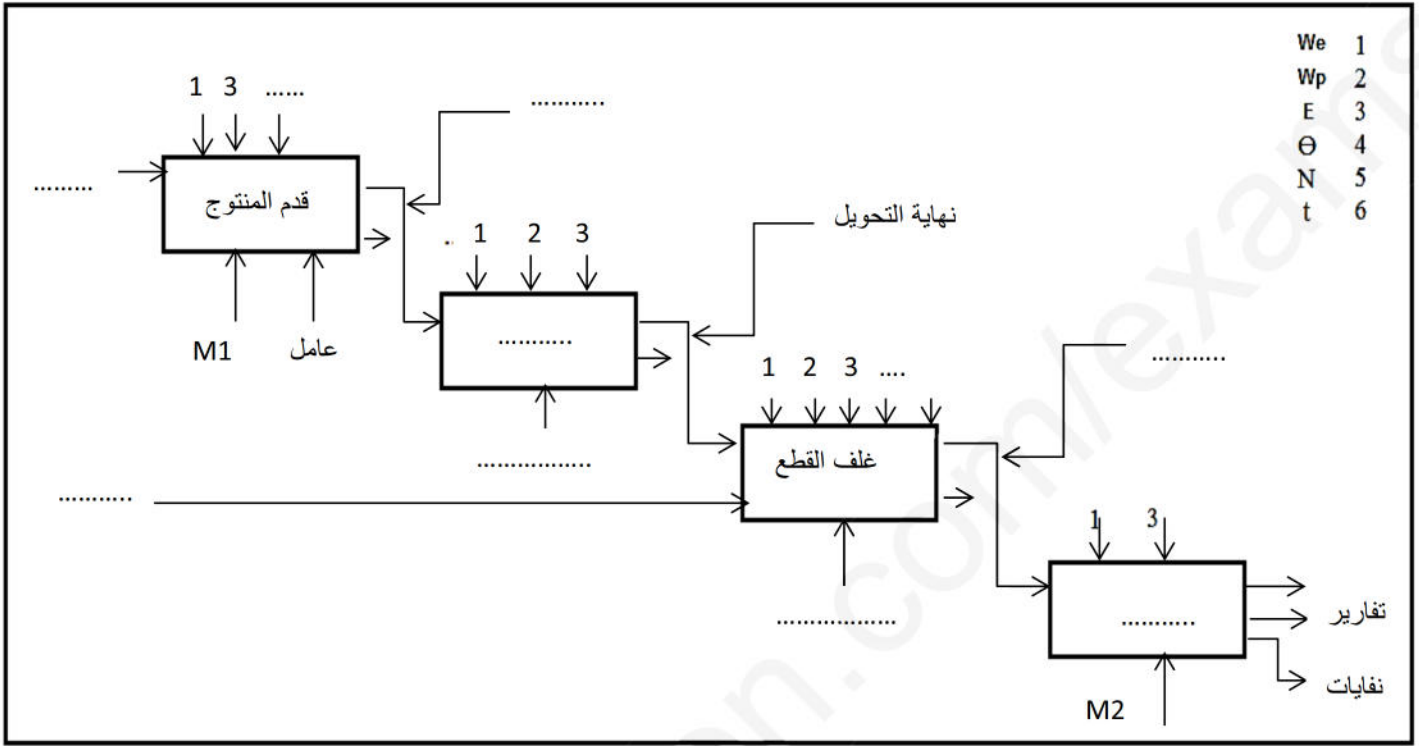 We 1
Wp 2
E 3
Θ 4
N 5
t 6
1 3 ......
...........
.........
قدم المنتوج
M1
عامل
.. 1 2 3
نهاية التحويل
...........
................
1 2 3 ....
...........
غلف القطع
...........
..................
1 3
...........
تفارير
نفايات
M2